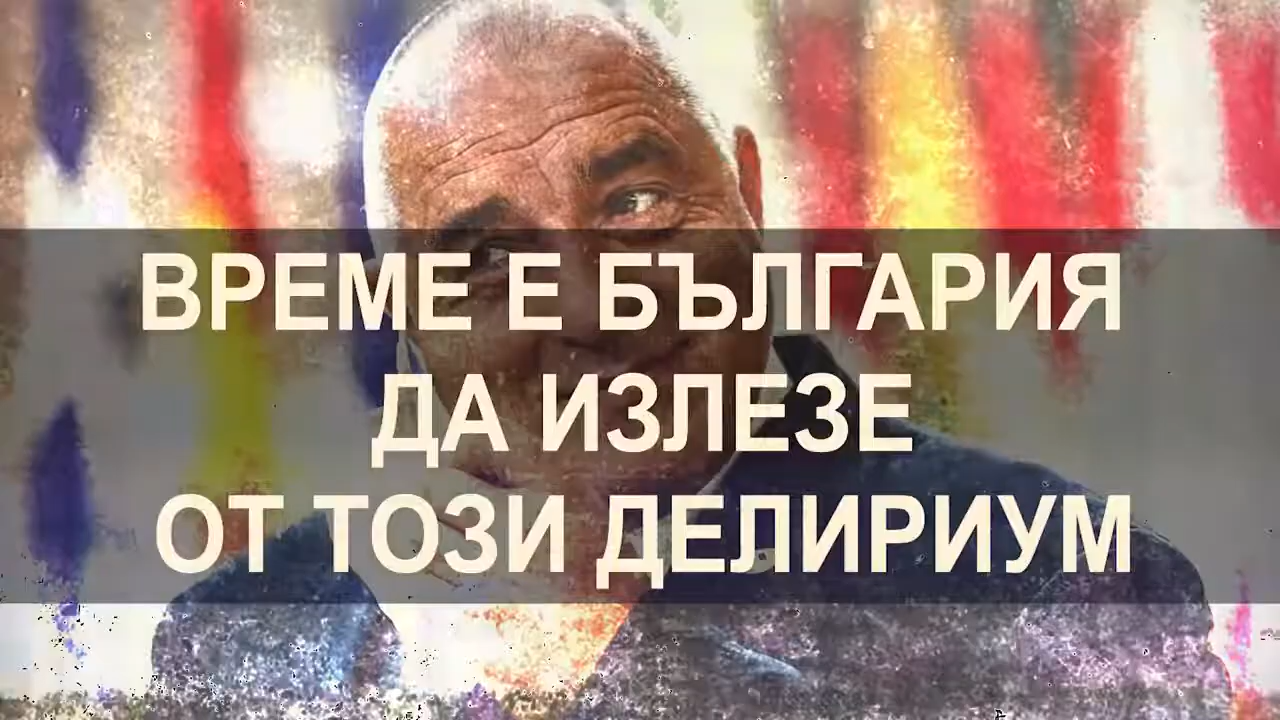 ВРЕМЕ Е БЪЛГАРИЯ
ДА ИЗЛЕЗЕ
ОТ ТОЗИ ДЕЛИРИУМ